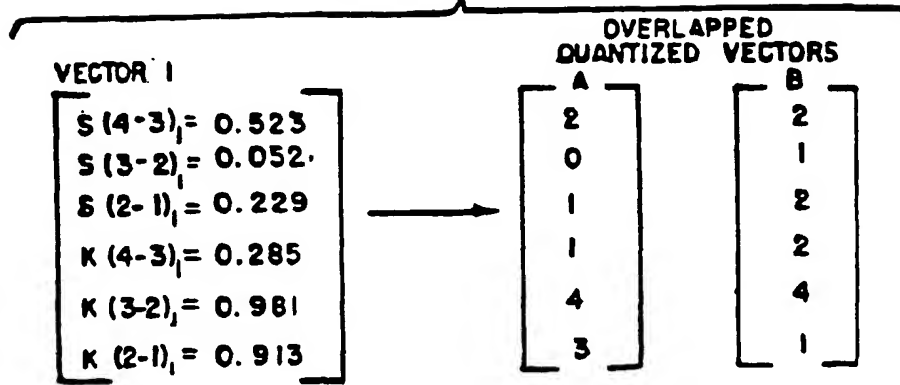 OVERLAPPED
QUANTIZED VECTORS
VECTOR 1
A
B
S(4-3)₁= 0.523
2
2
S(3-2)₁= 0.052
0
1
S(2-1)₁= 0.229
1
2
K(4-3)₁= 0.285
1
2
K(3-2)₁= 0.981
4
4
K(2-1)₁= 0.913
3
1